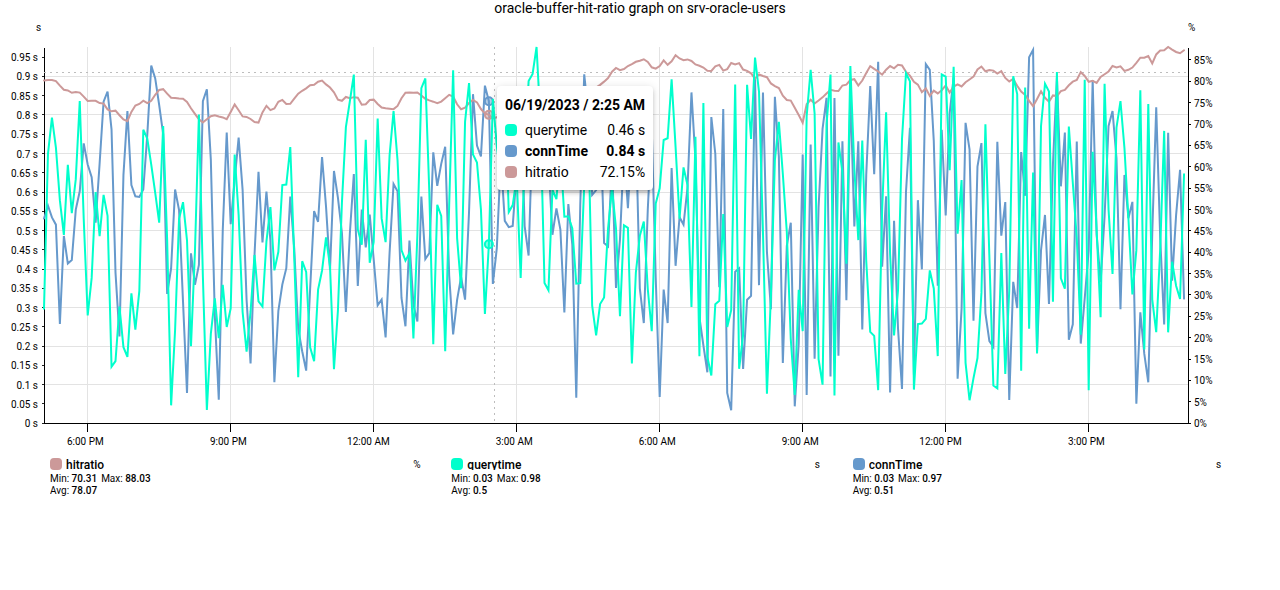 oracle-buffer-hit-ratio graph on srv-oracle-users
s
%
0.95 s
0.9 s
0.85 s
0.8 s
0.75 s
0.7 s
0.65 s
0.6 s
0.55 s
0.5 s
0.45 s
0.4 s
0.35 s
0.3 s
0.25 s
0.2 s
0.15 s
0.1 s
0.05 s
0 s
85%
80%
75%
70%
65%
60%
55%
50%
45%
40%
35%
30%
25%
20%
15%
10%
5%
0%
06/19/2023 / 2:25 AM
querytime 0.46 s
connTime 0.84 s
hitratio 72.15%
6:00 PM 9:00 PM 12:00 AM 3:00 AM 6:00 AM 9:00 AM 12:00 PM 3:00 PM
hitratio %
Min: 70.31 Max: 88.03
Avg: 78.07
querytime s
Min: 0.03 Max: 0.98
Avg: 0.5
connTime s
Min: 0.03 Max: 0.97
Avg: 0.51